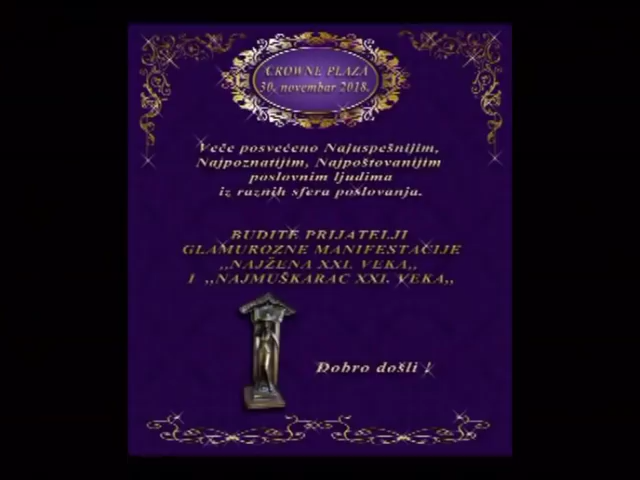 CROWNE PLAZA
30. novembar 2018.
Veče posvećeno Najuspešnijim,
Najpoznatijim, Najpoštovanijim
poslovnim ljudima
iz raznih sfera poslovanja.
BUDITE PRIJATELJI
GLAMUROZNE MANIFESTACIJE
,,NAJŽENA XXI. VEKA,,
I ,,NAJMUŠKARAC XXI. VEKA,,
Dobro došli !